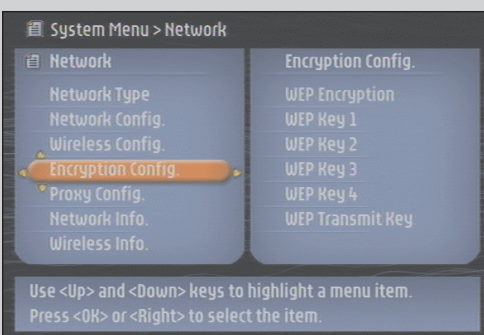 System Menu > Network
Network
Network Type
Network Config.
Wireless Config.
Encryption Config.
Proxy Config.
Network Info.
Wireless Info.
Encryption Config.
WEP Encryption
WEP Key 1
WEP Key 2
WEP Key 3
WEP Key 4
WEP Transmit Key
Use <Up> and <Down> keys to highlight a menu item.
Press <OK> or <Right> to select the item.